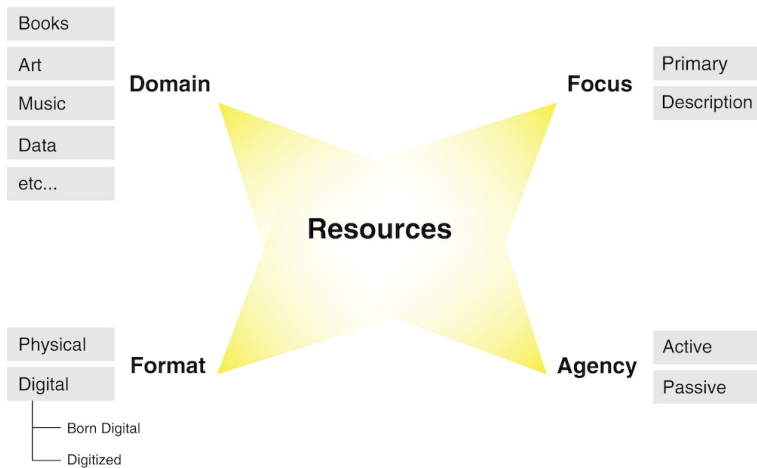 Books
Art
Music
Data
etc...
Domain
Focus
Primary
Description
Resources
Physical
Digital
Born Digital
Digitized
Format
Agency
Active
Passive